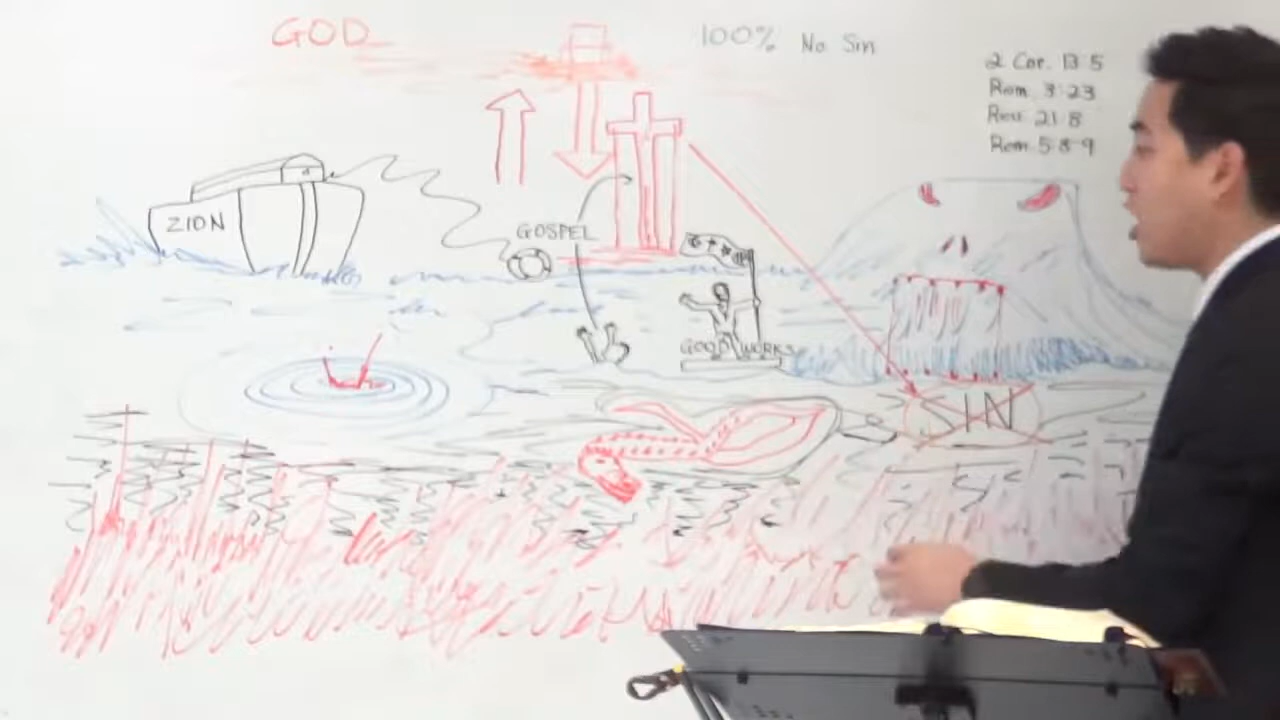 GOD
100% No Sin
2 Cor. 13:5
Rom 3:23
Rev 21:8
Rom 5:8-9
ZION
GOSPEL
GOOD WORKS
SIN